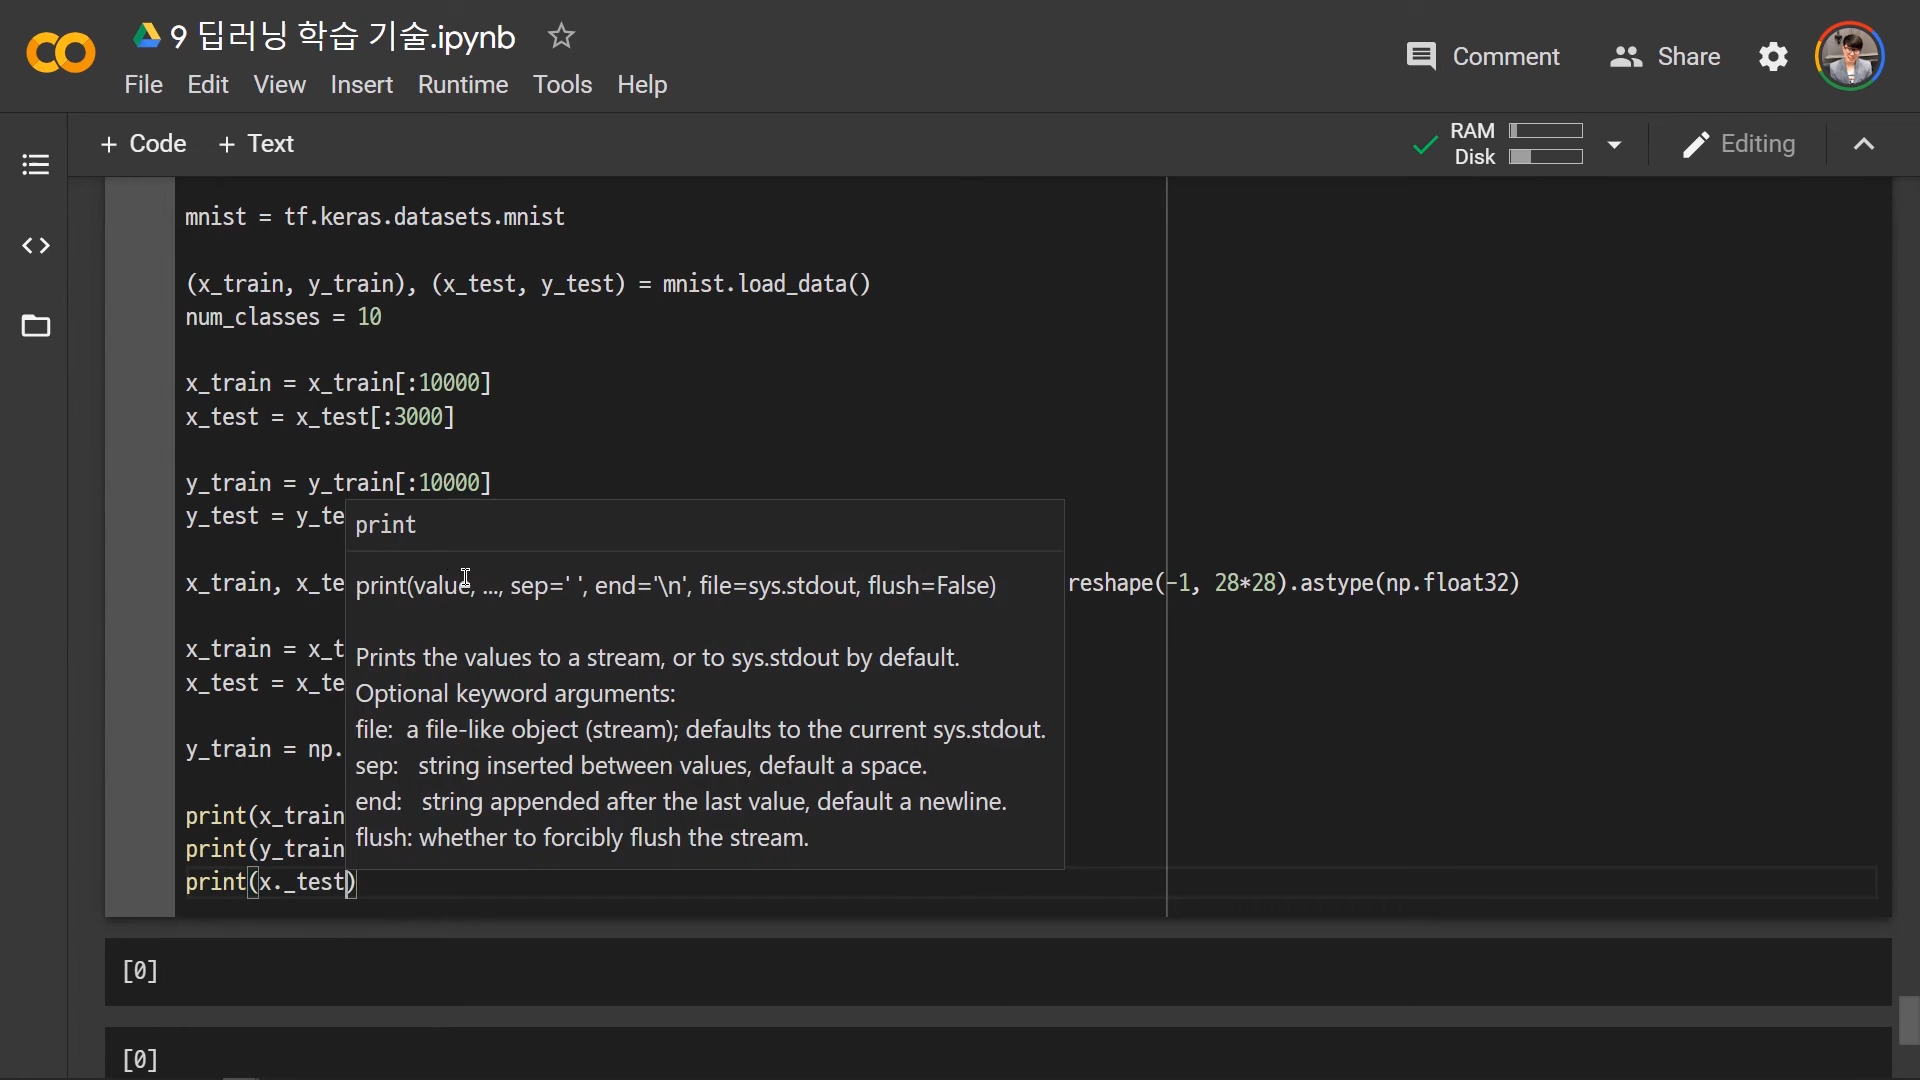 9 딥러닝 학습 기술.ipynb
Comment
Share
File Edit View Insert Runtime Tools Help
+ Code + Text
RAM
Disk
Editing
mnist = tf.keras.datasets.mnist
(x_train, y_train), (x_test, y_test) = mnist.load_data()
num_classes = 10
x_train = x_train[:10000]
x_test = x_test[:3000]
y_train = y_train[:10000]
y_test = y_te
print
x_train, x_te
print(value, ..., sep=' ', end='\n', file=sys.stdout, flush=False)
reshape(-1, 28*28).astype(np.float32)
x_train = x_t
Prints the values to a stream, or to sys.stdout by default.
x_test = x_te
Optional keyword arguments:
file: a file-like object (stream); defaults to the current sys.stdout.
y_train = np.
sep: string inserted between values, default a space.
end: string appended after the last value, default a newline.
print(x_train
flush: whether to forcibly flush the stream.
print(y_train
print(x._test)
[0]
[0]